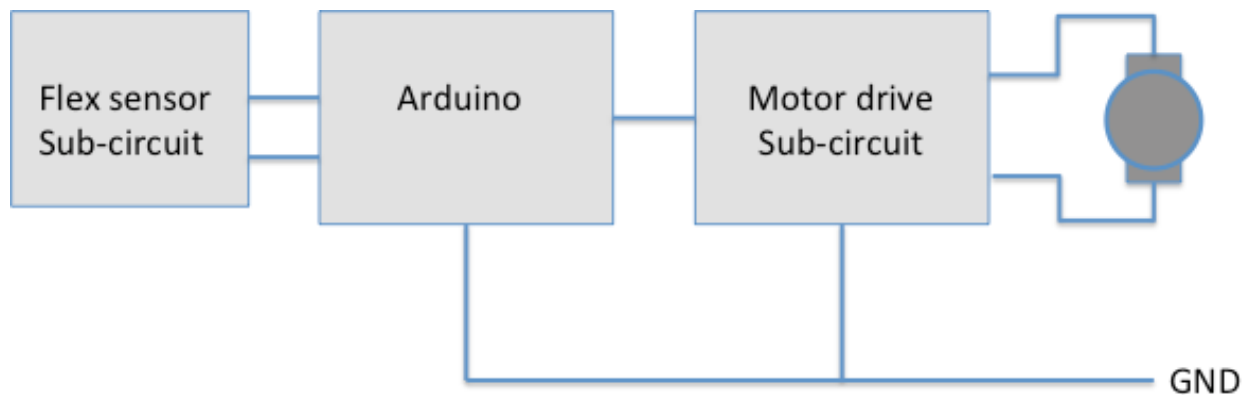 Flex sensor
Sub-circuit
Arduino
Motor drive
Sub-circuit
GND